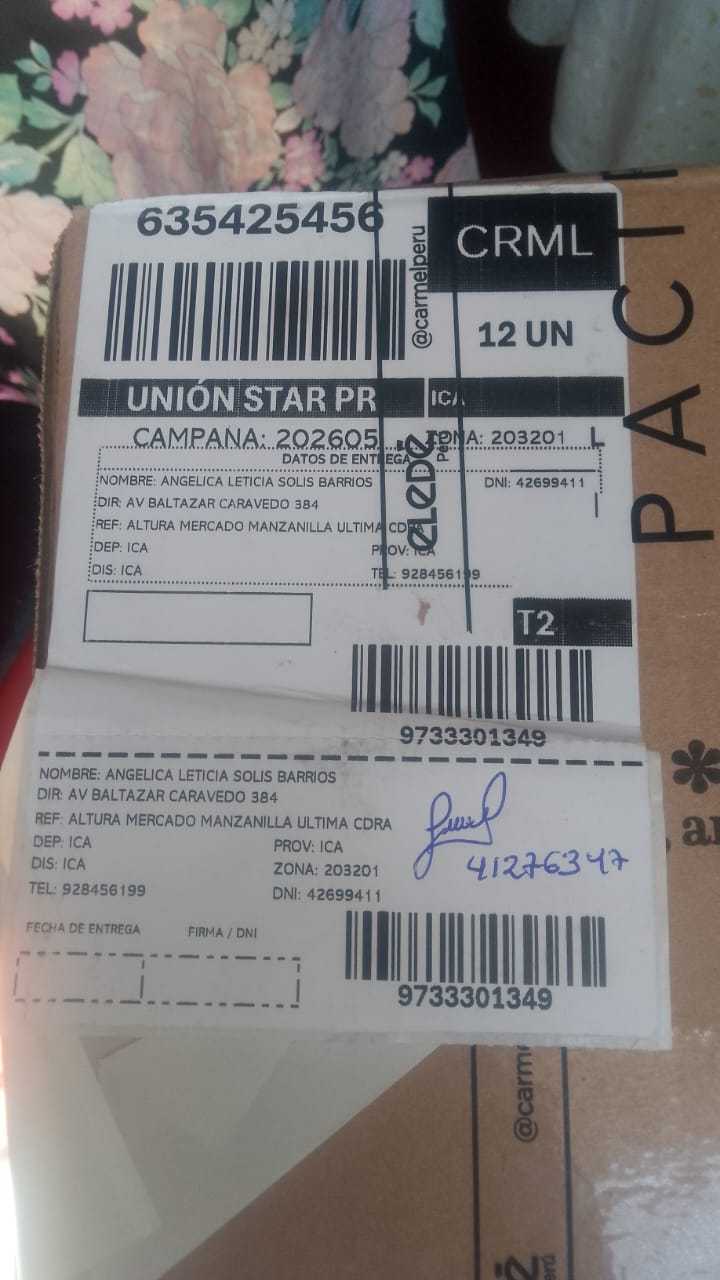 635425456
@carmelperu
CRML
12 UN
UNIÓN STAR PR
ICA
CAMPAÑA: 202605
ZONA: 203201
L
DATOS DE ENTREGA
NOMBRE: ANGELICA LETICIA SOLIS BARRIOS
DNI: 42699411
DIR: AV BALTAZAR CARAVEDO 384
REF: ALTURA MERCADO MANZANILLA ULTIMA CDRA
DEP: ICA
PROV: ICA
DIS: ICA
TEL: 928456199
ELEDË
T2
9733301349
NOMBRE: ANGELICA LETICIA SOLIS BARRIOS
DIR: AV BALTAZAR CARAVEDO 384
REF: ALTURA MERCADO MANZANILLA ULTIMA CDRA
DEP: ICA
PROV: ICA
DIS: ICA
ZONA: 203201
TEL: 928456199
DNI: 42699411
41276347
FECHA DE ENTREGA
FIRMA / DNI
9733301349
PACIF
@carm